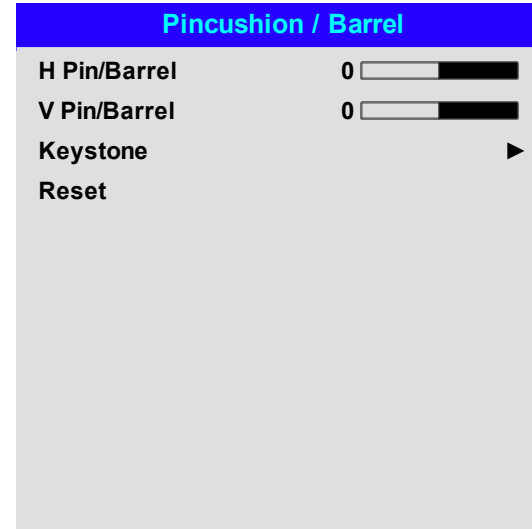 Pincushion / Barrel
H Pin/Barrel 0
V Pin/Barrel 0
Keystone
Reset